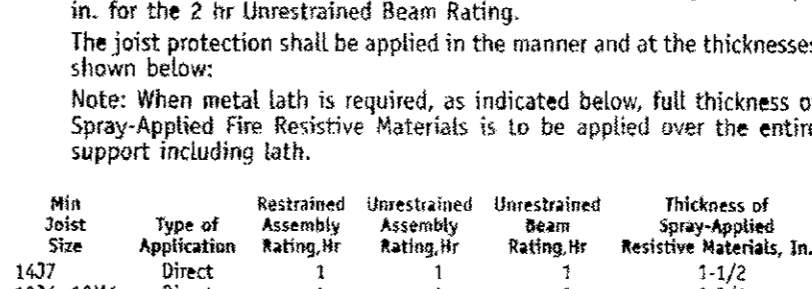 in. for the 2 hr Unrestrained Beam Rating.
The joist protection shall be applied in the manner and at the thicknesses
shown below:
Note: When metal lath is required, as indicated below, full thickness
Spray-Applied Fire Resistive Materials is to be applied over the entire
support including lath.
Min Joist Size Type of Application Restrained Assembly Rating,Hr Unrestrained Assembly Rating,Hr Unrestrained Beam Rating,Hr Thickness of Spray-Applied Resistive Materials, In.
14J7 Direct 1 1 1 1-1/2